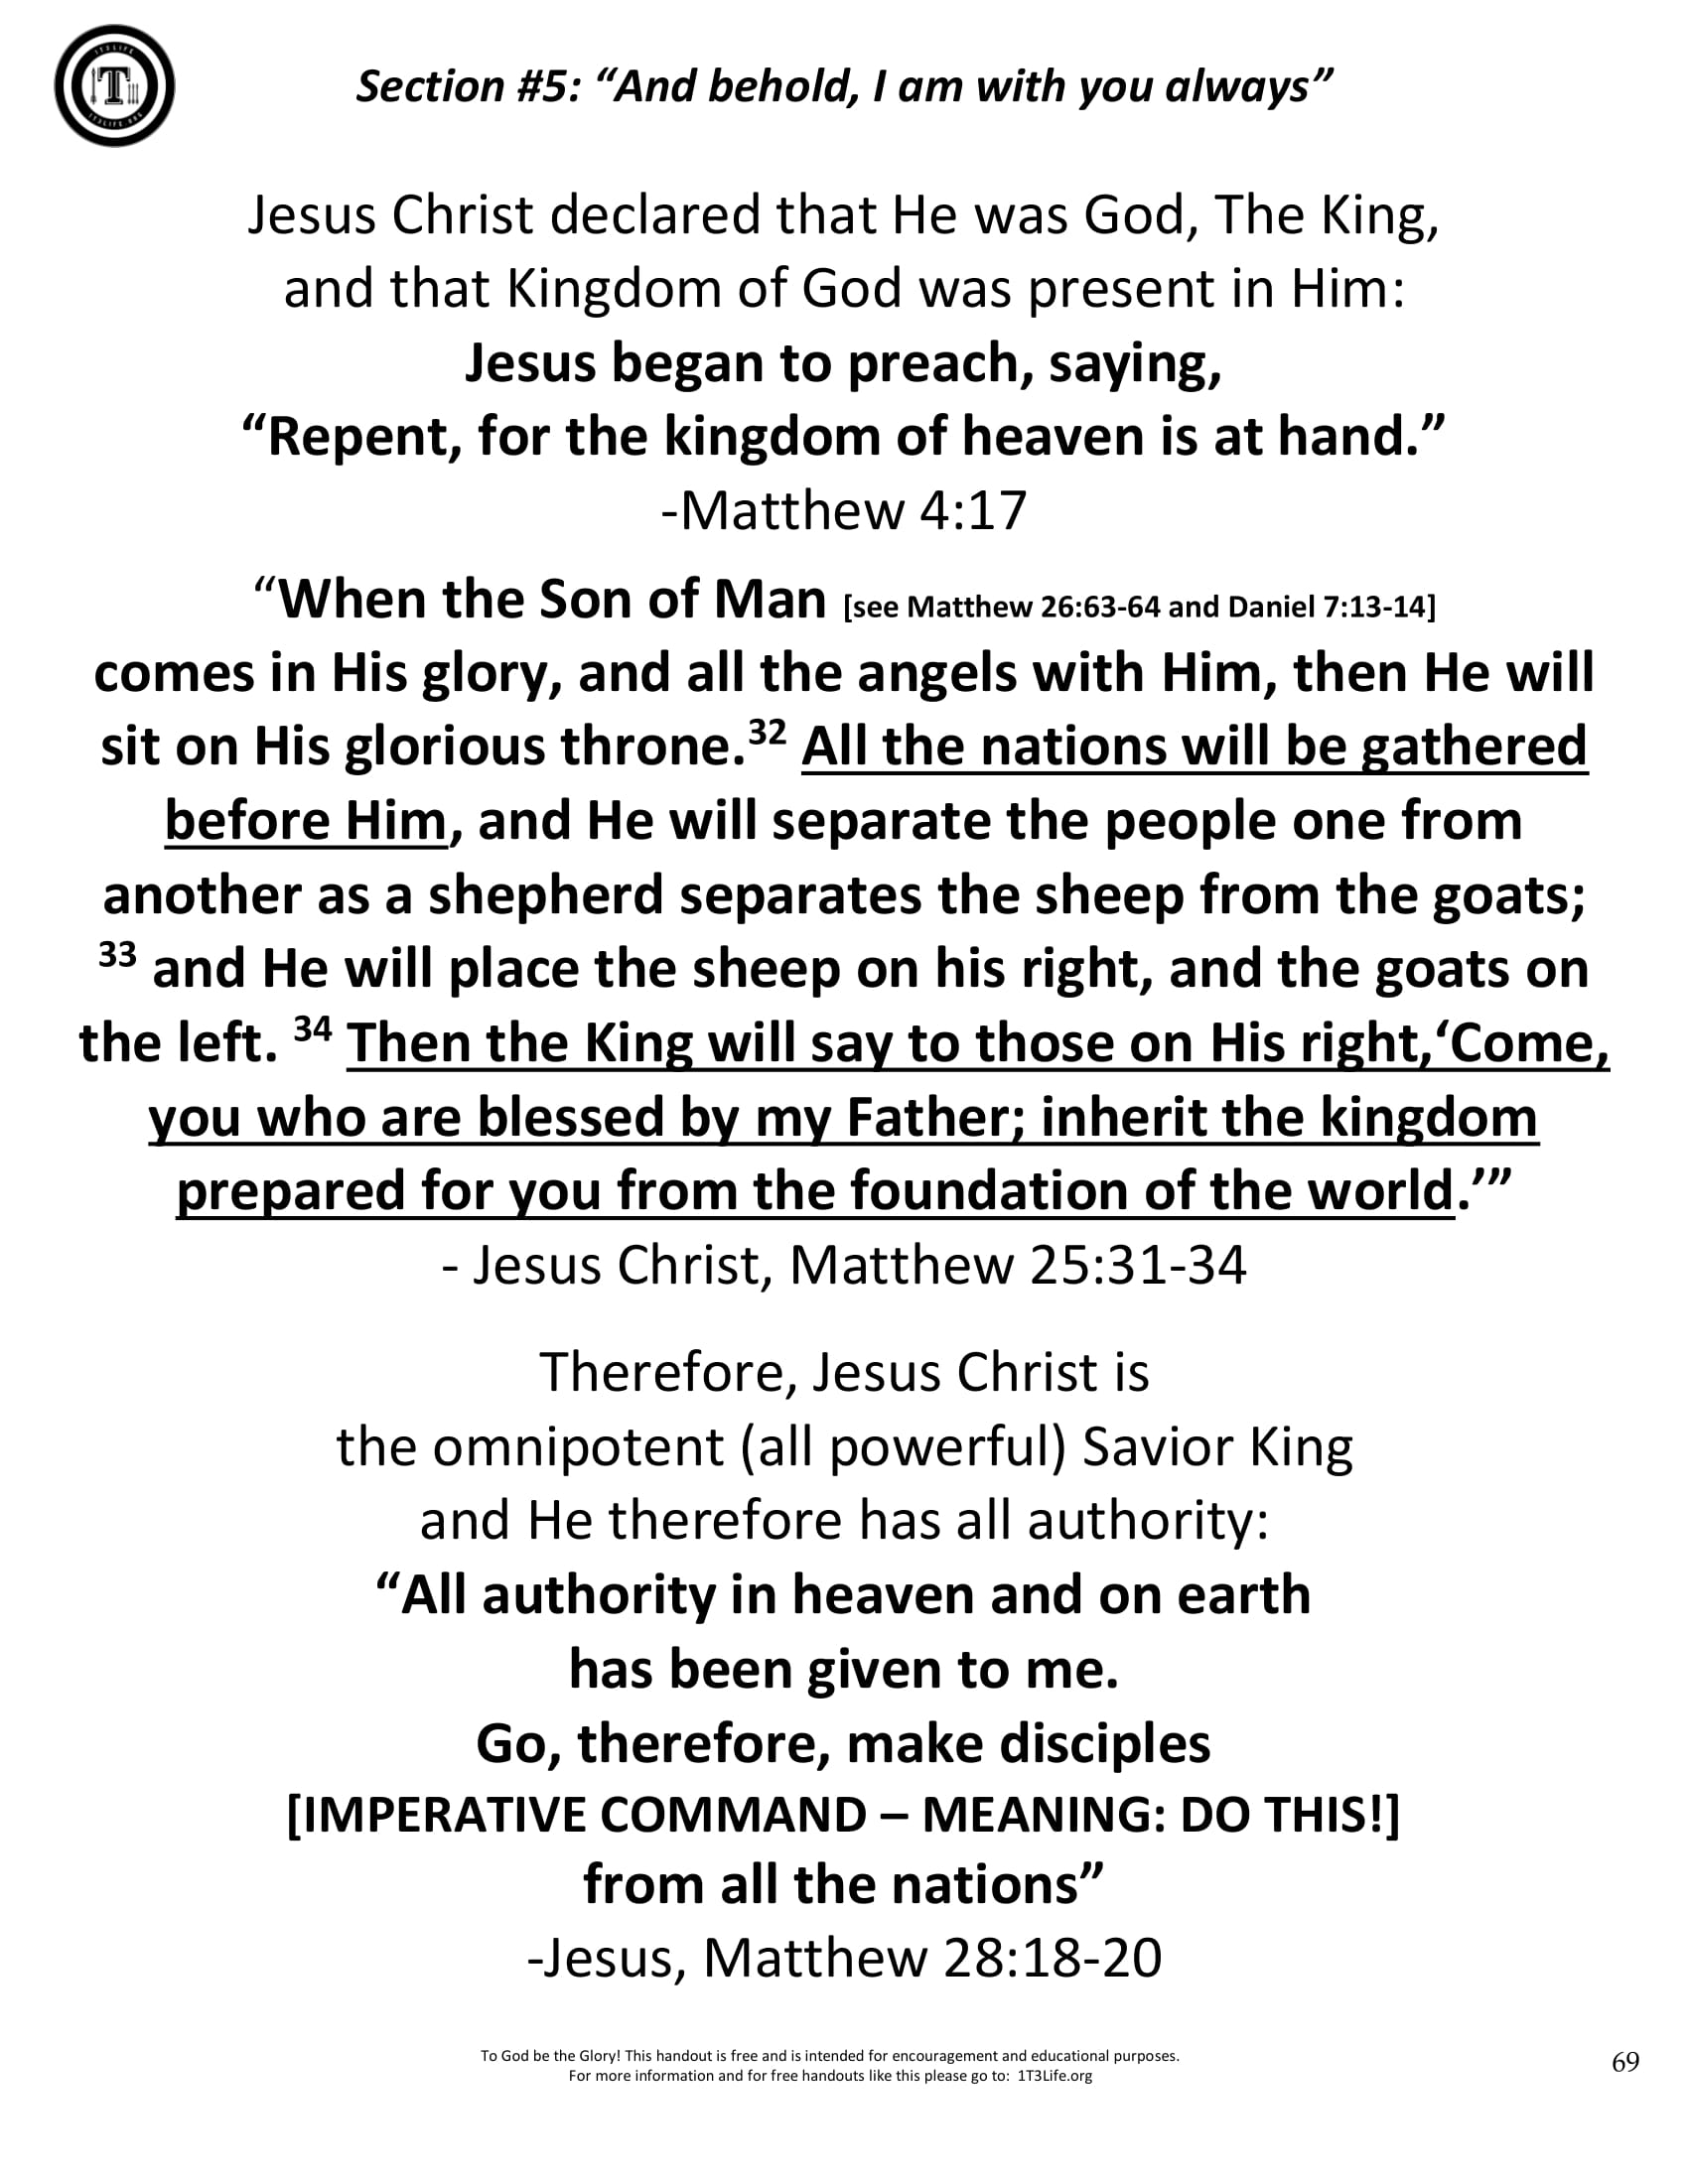 1T3LIFE
T
1T3LIFE.ORG
Section #5: “And behold, I am with you always”
Jesus Christ declared that He was God, The King,
and that Kingdom of God was present in Him:
Jesus began to preach, saying,
“Repent, for the kingdom of heaven is at hand.”
-Matthew 4:17
“When the Son of Man [see Matthew 26:63-64 and Daniel 7:13-14]
comes in His glory, and all the angels with Him, then He will
sit on His glorious throne.³² All the nations will be gathered
before Him, and He will separate the people one from
another as a shepherd separates the sheep from the goats;
³³ and He will place the sheep on his right, and the goats on
the left. ³⁴ Then the King will say to those on His right,‘Come,
you who are blessed by my Father; inherit the kingdom
prepared for you from the foundation of the world.’”
- Jesus Christ, Matthew 25:31-34
Therefore, Jesus Christ is
the omnipotent (all powerful) Savior King
and He therefore has all authority:
“All authority in heaven and on earth
has been given to me.
Go, therefore, make disciples
[IMPERATIVE COMMAND – MEANING: DO THIS!]
from all the nations”
-Jesus, Matthew 28:18-20
To God be the Glory! This handout is free and is intended for encouragement and educational purposes.
For more information and for free handouts like this please go to: 1T3Life.org
69